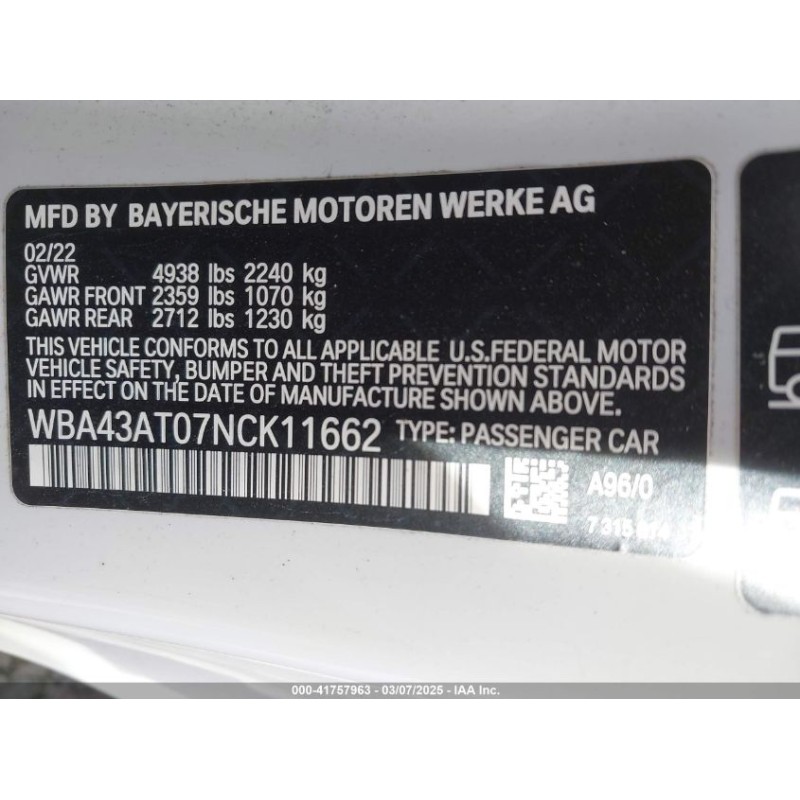 MFD BY BAYERISCHE MOTOREN WERKE AG
02/22
GVWR 4938 lbs 2240 kg
GAWR FRONT 2359 lbs 1070 kg
GAWR REAR 2712 lbs 1230 kg
THIS VEHICLE CONFORMS TO ALL APPLICABLE U.S.FEDERAL MOTOR
VEHICLE SAFETY, BUMPER AND THEFT PREVENTION STANDARDS
IN EFFECT ON THE DATE OF MANUFACTURE SHOWN ABOVE.
WBA43AT07NCK11662 TYPE: PASSENGER CAR
A96/0
7 315
000-41757963 - 03/07/2025 - IAA Inc.